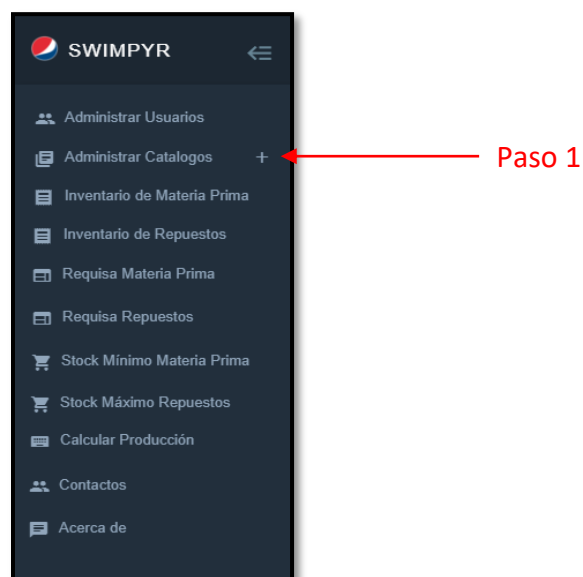 SWIMPYR
Administrar Usuarios
Administrar Catalogos +
Paso 1
Inventario de Materia Prima
Inventario de Repuestos
Requisa Materia Prima
Requisa Repuestos
Stock Mínimo Materia Prima
Stock Máximo Repuestos
Calcular Producción
Contactos
Acerca de